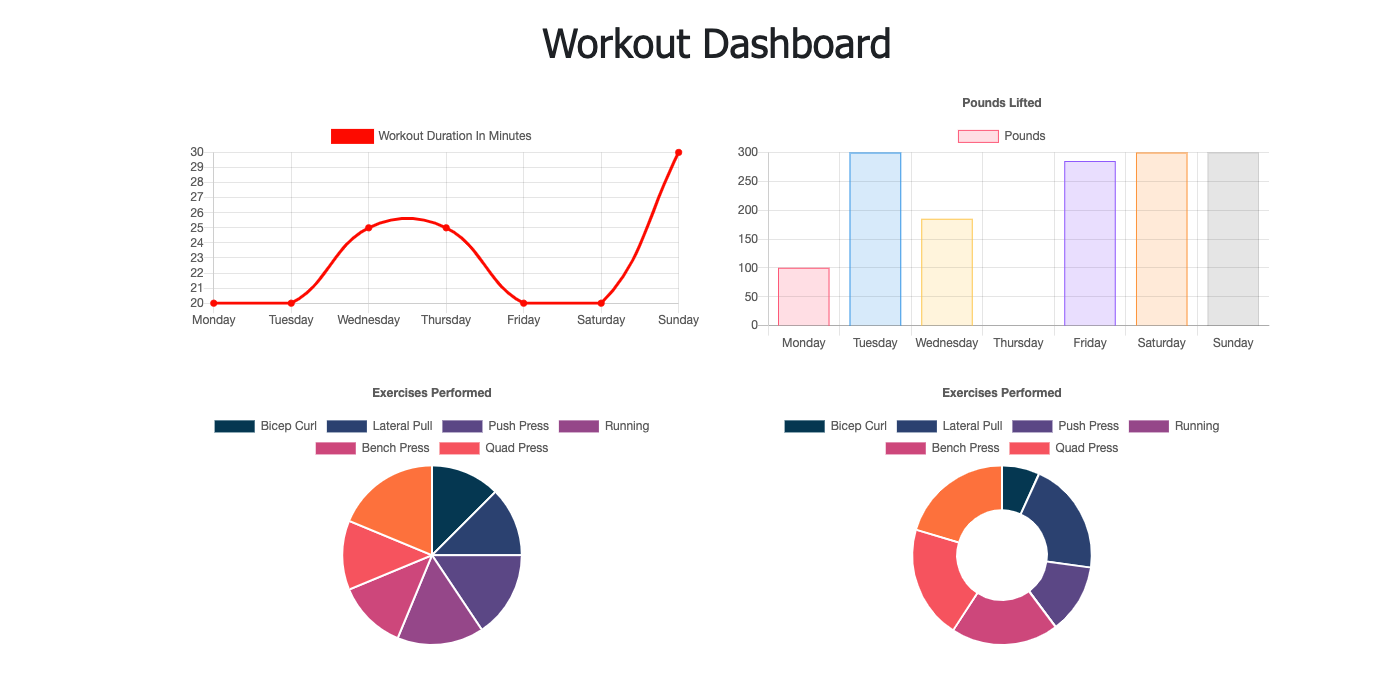 Workout Dashboard
Workout Duration In Minutes
30
29
28
27
26
25
24
23
22
21
20
Monday Tuesday Wednesday Thursday Friday Saturday Sunday
Pounds Lifted
Pounds
300
250
200
150
100
50
0
Monday Tuesday Wednesday Thursday Friday Saturday Sunday
Exercises Performed
Bicep Curl Lateral Pull Push Press Running
Bench Press Quad Press
Exercises Performed
Bicep Curl Lateral Pull Push Press Running
Bench Press Quad Press